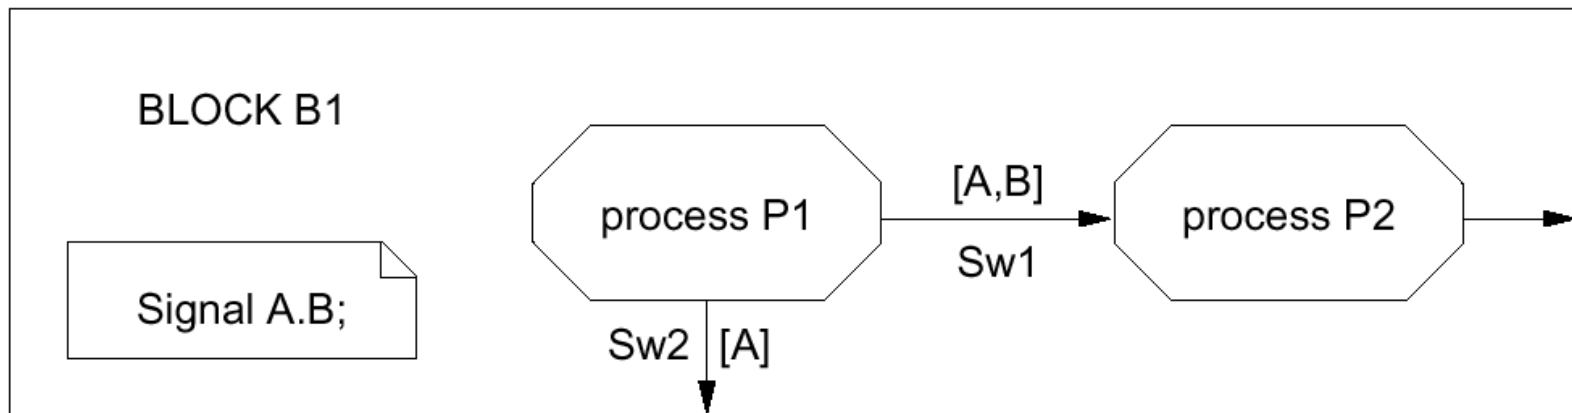 BLOCK B1
Signal A.B;
process P1
[A,B]
Sw1
process P2
Sw2 [A]